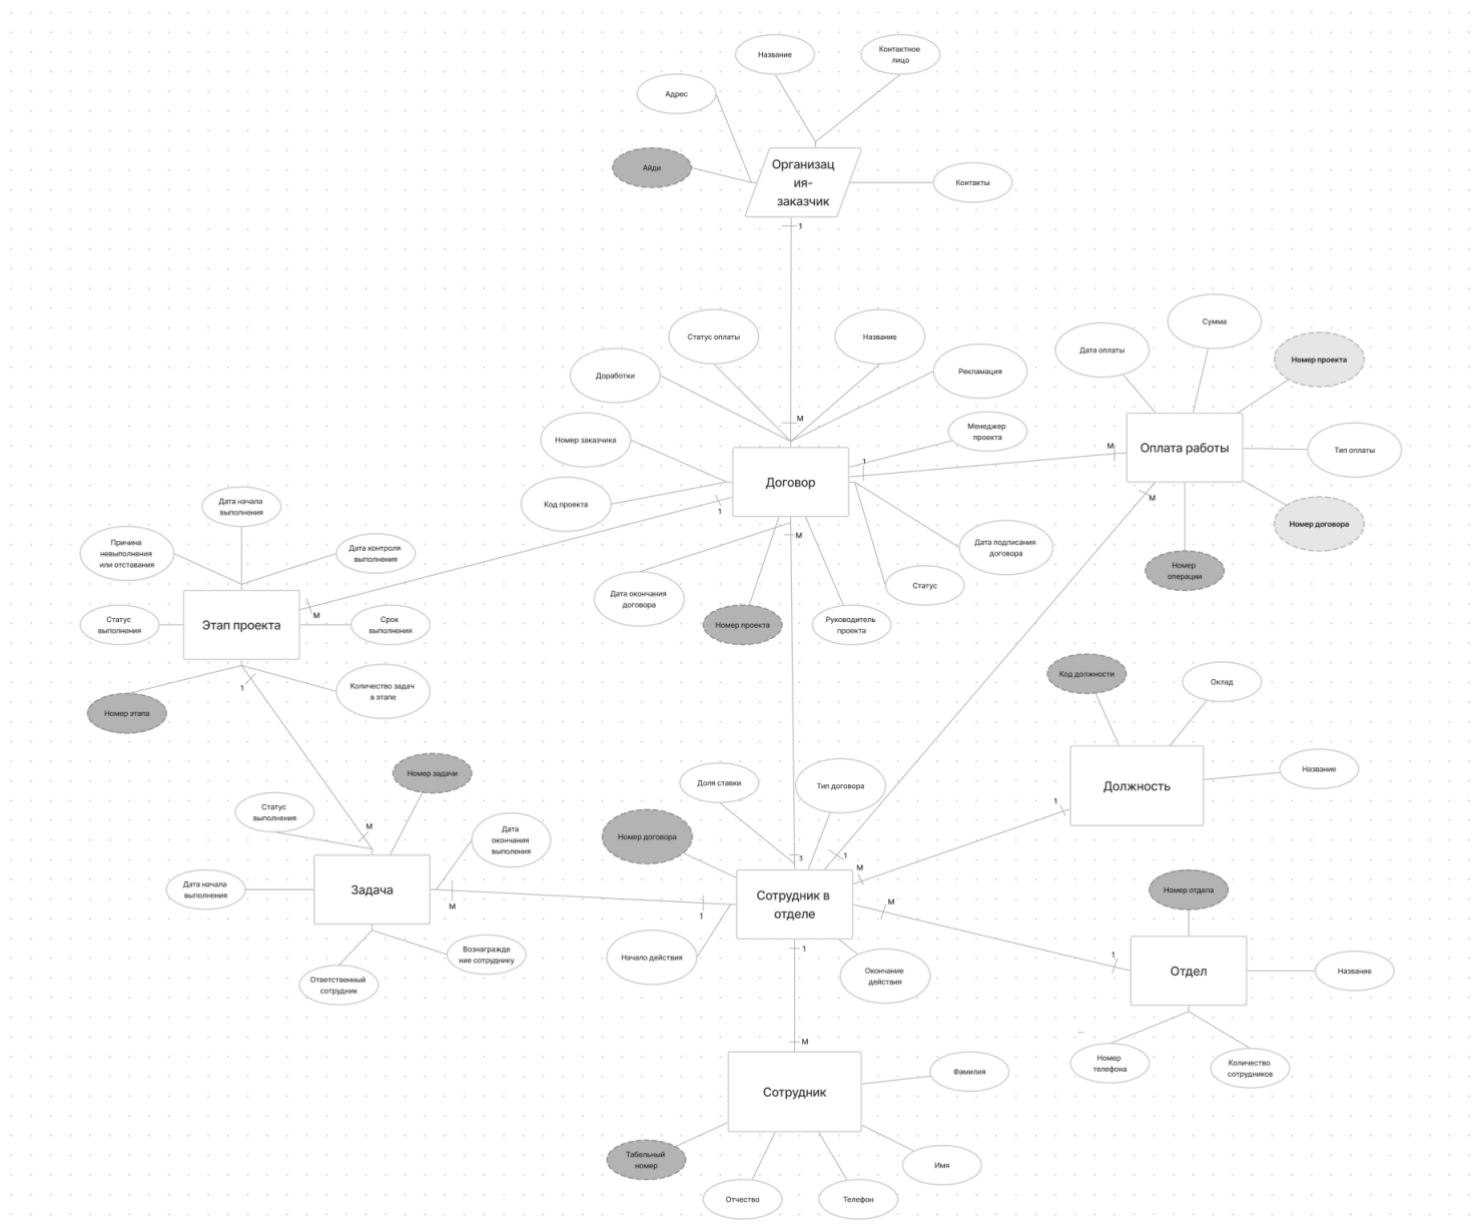 Название
Контактное
лицо
Адрес
Айди
Организац
ия-
заказчик
Контакты
1
Статус оплаты
Название
Доработки
Рекламация
Номер заказчика
М
Менеджер
проекта
Код проекта
Договор
1
1
М
Дата подписания
договора
Статус
Дата окончания
договора
Номер проекта
Руководитель
проекта
Дата оплаты
Сумма
Номер проекта
М
Оплата работы
Тип оплаты
М
Номер договора
Номер
операции
Дата начала
выполнения
Причина
невыполнения
или отставания
Дата контроля
выполнения
Статус
выполнения
Этап проекта
М
Срок
выполнения
1
Количество задач
в этапе
Номер этапа
Код должности
Оклад
Должность
Название
1
Номер задачи
Статус
выполнения
М
Дата
окончания
выполения
Дата начала
выполнения
Задача
М
Ответственный
сотрудник
Вознагражде
ние сотруднику
Доля ставки
Тип договора
Номер договора
1
1
М
Сотрудник в
отделе
М
1
Начало действия
1
Окончание
действия
Номер отдела
1
Отдел
Название
Номер
телефона
Количество
сотрудников
М
Сотрудник
Фамилия
Табельный
номер
Имя
Отчество
Телефон